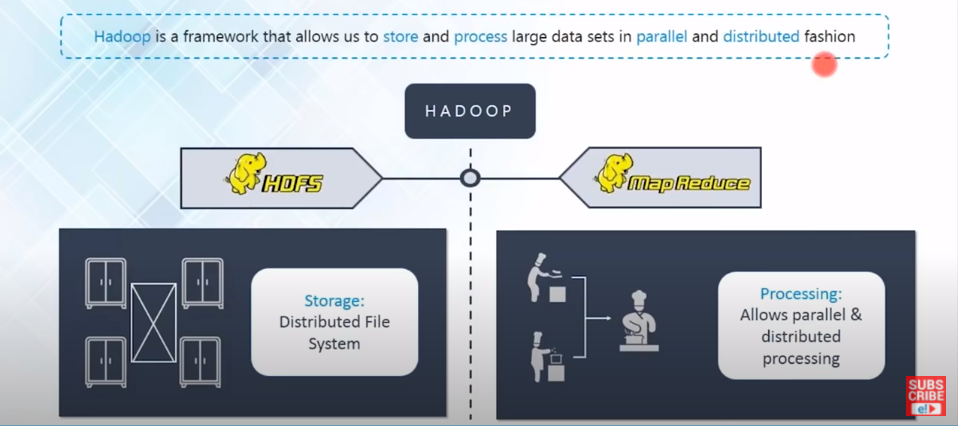 Hadoop is a framework that allows us to store and process large data sets in parallel and distributed fashion
HADOOP
HDFS
Map Reduce
Storage:
Distributed File
System
Processing:
Allows parallel &
distributed
processing
SUBS
CRIBE
e!